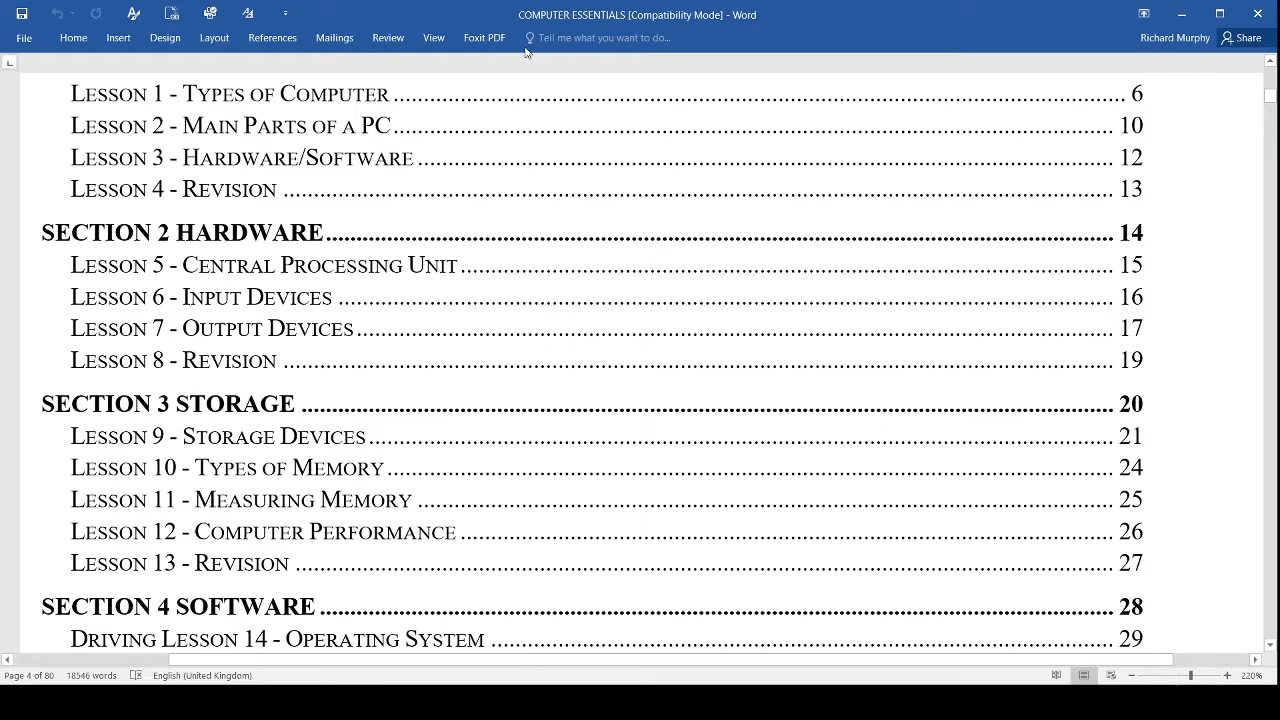 COMPUTER ESSENTIALS [Compatibility Mode] - Word
File Home Insert Design Layout References Mailings Review View Foxit PDF Tell me what you want to do... Richard Murphy Share
LESSON 1 - TYPES OF COMPUTER 6
LESSON 2 - MAIN PARTS OF A PC 10
LESSON 3 - HARDWARE/SOFTWARE 12
LESSON 4 - REVISION 13
SECTION 2 HARDWARE 14
LESSON 5 - CENTRAL PROCESSING UNIT 15
LESSON 6 - INPUT DEVICES 16
LESSON 7 - OUTPUT DEVICES 17
LESSON 8 - REVISION 19
SECTION 3 STORAGE 20
LESSON 9 - STORAGE DEVICES 21
LESSON 10 - TYPES OF MEMORY 24
LESSON 11 - MEASURING MEMORY 25
LESSON 12 - COMPUTER PERFORMANCE 26
LESSON 13 - REVISION 27
SECTION 4 SOFTWARE 28
DRIVING LESSON 14 - OPERATING SYSTEM 29
Page 4 of 80 18546 words English (United Kingdom) 220%